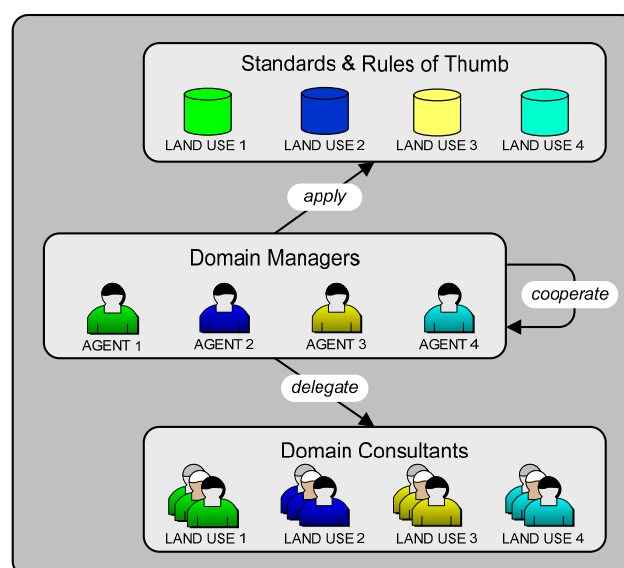 Standards & Rules of Thumb
LAND USE 1 LAND USE 2 LAND USE 3 LAND USE 4
apply
Domain Managers
cooperate
AGENT 1 AGENT 2 AGENT 3 AGENT 4
delegate
Domain Consultants
LAND USE 1 LAND USE 2 LAND USE 3 LAND USE 4